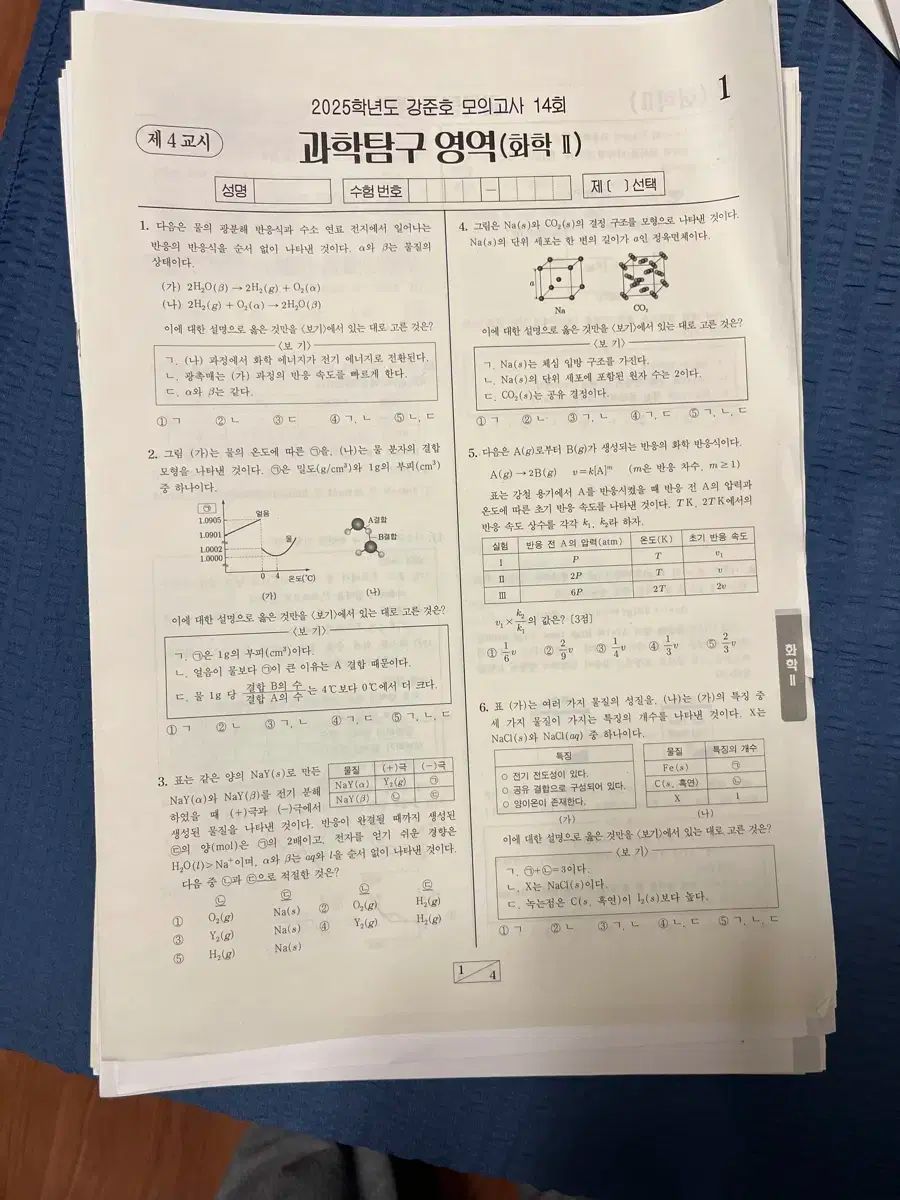 1
2025학년도 강준호 모의고사 14회
제 4 교시
과학탐구 영역(화학 Ⅱ)
성명
수험 번호
–
제 [ ] 선택
1. 다음은 물의 광분해 반응식과 수소 연료 전지에서 일어나는
반응의 반응식을 순서 없이 나타낸 것이다. α와 β는 물질의
상태이다.
(가) 2H₂O(β) → 2H₂(g) + O₂(α)
(나) 2H₂(g) + O₂(α) → 2H₂O(β)
이에 대한 설명으로 옳은 것만을 <보기>에서 있는 대로 고른 것은?
<보 기>
ㄱ. (나) 과정에서 화학 에너지가 전기 에너지로 전환된다.
ㄴ. 광촉매는 (가) 과정의 반응 속도를 빠르게 한다.
ㄷ. α와 β는 같다.
① ㄱ ② ㄴ ③ ㄷ ④ ㄱ, ㄴ ⑤ ㄴ, ㄷ
2. 그림 (가)는 물의 온도에 따른 ㉠을, (나)는 물 분자의 결합
모형을 나타낸 것이다. ㉠은 밀도(g/cm³)와 1g의 부피(cm³)
중 하나이다.
㉠
1.0905
1.0901
1.0002
1.0000
얼음
물
0 4 온도(℃)
(가)
A결합
B결합
(나)
이에 대한 설명으로 옳은 것만을 <보기>에서 있는 대로 고른 것은?
<보 기>
ㄱ. ㉠은 1g의 부피(cm³)이다.
ㄴ. 얼음이 물보다 ㉠이 큰 이유는 A 결합 때문이다.
ㄷ. 물 1g 당 결합 B의 수/결합 A의 수 는 4℃보다 0℃에서 더 크다.
① ㄱ ② ㄴ ③ ㄱ, ㄴ ④ ㄱ, ㄷ ⑤ ㄱ, ㄴ, ㄷ
3. 표는 같은 양의 NaY(s)로 만든
NaY(α)와 NaY(β)를 전기 분해
하였을 때 (+)극과 (−)극에서
생성된 물질을 나타낸 것이다. 반응이 완결될 때까지 생성된
㉢의 양(mol)은 ㉠의 2배이고, 전자를 얻기 쉬운 경향은
H₂O(l)>Na⁺이며, α와 β는 aq와 l을 순서 없이 나타낸 것이다.
다음 중 ㉡과 ㉢으로 적절한 것은?
물질 (+)극 (−)극
NaY(α) Y₂(g) ㉠
NaY(β) ㉡ ㉢
㉡ ㉢ ㉡ ㉢
① O₂(g) Na(s) ② O₂(g) H₂(g)
③ Y₂(g) Na(s) ④ Y₂(g) H₂(g)
⑤ H₂(g) Na(s)
4. 그림은 Na(s)와 CO₂(s)의 결정 구조를 모형으로 나타낸 것이다.
Na(s)의 단위 세포는 한 변의 길이가 a인 정육면체이다.
a
Na
CO₂
이에 대한 설명으로 옳은 것만을 <보기>에서 있는 대로 고른 것은?
<보 기>
ㄱ. Na(s)는 체심 입방 구조를 가진다.
ㄴ. Na(s)의 단위 세포에 포함된 원자 수는 2이다.
ㄷ. CO₂(s)는 공유 결정이다.
① ㄱ ② ㄴ ③ ㄱ, ㄴ ④ ㄱ, ㄷ ⑤ ㄱ, ㄴ, ㄷ
5. 다음은 A(g)로부터 B(g)가 생성되는 반응의 화학 반응식이다.
A(g) → 2B(g) v=k[A]ᵐ (m은 반응 차수, m≥1)
표는 강철 용기에서 A를 반응시켰을 때 반응 전 A의 압력과
온도에 따른 초기 반응 속도를 나타낸 것이다. T K, 2T K에서의
반응 속도 상수를 각각 k₁, k₂라 하자.
실험 반응 전 A의 압력(atm) 온도(K) 초기 반응 속도
Ⅰ P T v₁
Ⅱ 2P T v
Ⅲ 6P 2T 2v
v₁×k₂/k₁의 값은? [3점]
① 1/6 v ② 2/9 v ③ 1/4 v ④ 1/3 v ⑤ 2/3 v
6. 표 (가)는 여러 가지 물질의 성질을, (나)는 (가)의 특징 중
세 가지 물질이 가지는 특징의 개수를 나타낸 것이다. X는
NaCl(s)와 NaCl(aq) 중 하나이다.
특징
○ 전기 전도성이 있다.
○ 공유 결합으로 구성되어 있다.
○ 양이온이 존재한다.
(가)
물질 특징의 개수
Fe(s) ㉠
C(s, 흑연) ㉡
X 1
(나)
이에 대한 설명으로 옳은 것만을 <보기>에서 있는 대로 고른 것은?
<보 기>
ㄱ. ㉠+㉡=3이다.
ㄴ. X는 NaCl(s)이다.
ㄷ. 녹는점은 C(s, 흑연)이 I₂(s)보다 높다.
① ㄱ ② ㄴ ③ ㄱ, ㄴ ④ ㄴ, ㄷ ⑤ ㄱ, ㄴ, ㄷ
화학Ⅱ
1/4